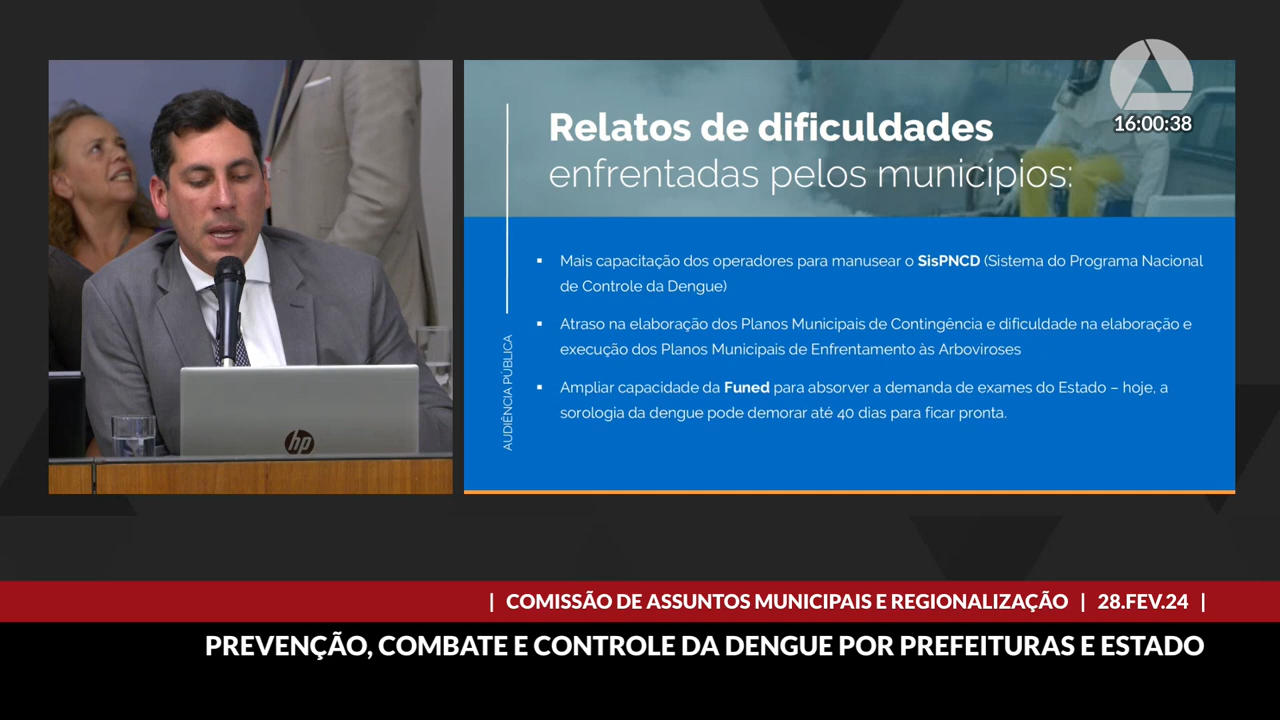 16:00:38
Relatos de dificuldades
enfrentadas pelos municípios:
▪ Mais capacitação dos operadores para manusear o SisPNCD (Sistema do Programa Nacional
de Controle da Dengue)
▪ Atraso na elaboração dos Planos Municipais de Contingência e dificuldade na elaboração e
execução dos Planos Municipais de Enfrentamento às Arboviroses
▪ Ampliar capacidade da Funed para absorver a demanda de exames do Estado – hoje, a
sorologia da dengue pode demorar até 40 dias para ficar pronta.
AUDIÊNCIA PÚBLICA
hp
| COMISSÃO DE ASSUNTOS MUNICIPAIS E REGIONALIZAÇÃO | 28.FEV.24 |
PREVENÇÃO, COMBATE E CONTROLE DA DENGUE POR PREFEITURAS E ESTADO